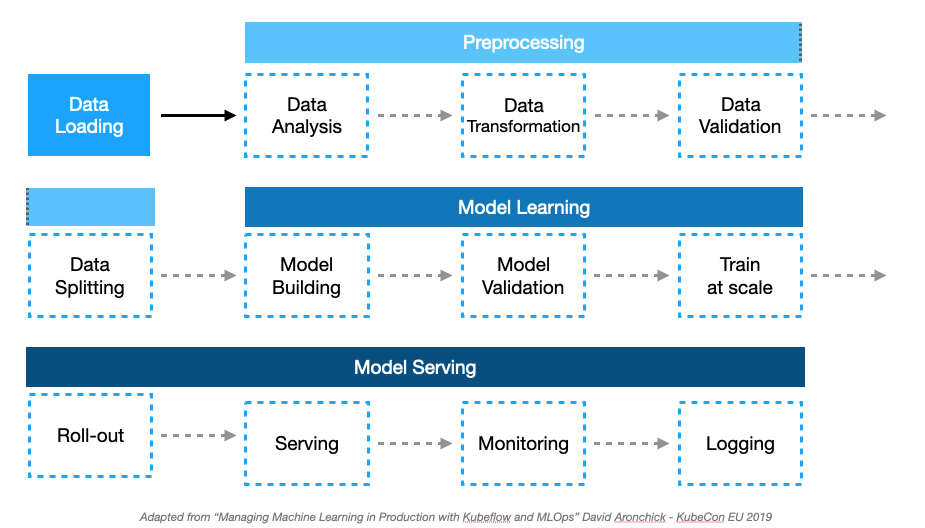 Preprocessing
Data
Loading
Data
Analysis
Data
Transformation
Data
Validation
Model Learning
Data
Splitting
Model
Building
Model
Validation
Train
at scale
Model Serving
Roll-out
Serving
Monitoring
Logging
Adapted from “Managing Machine Learning in Production with Kubeflow and MLOps” David Aronchick - KubeCon EU 2019